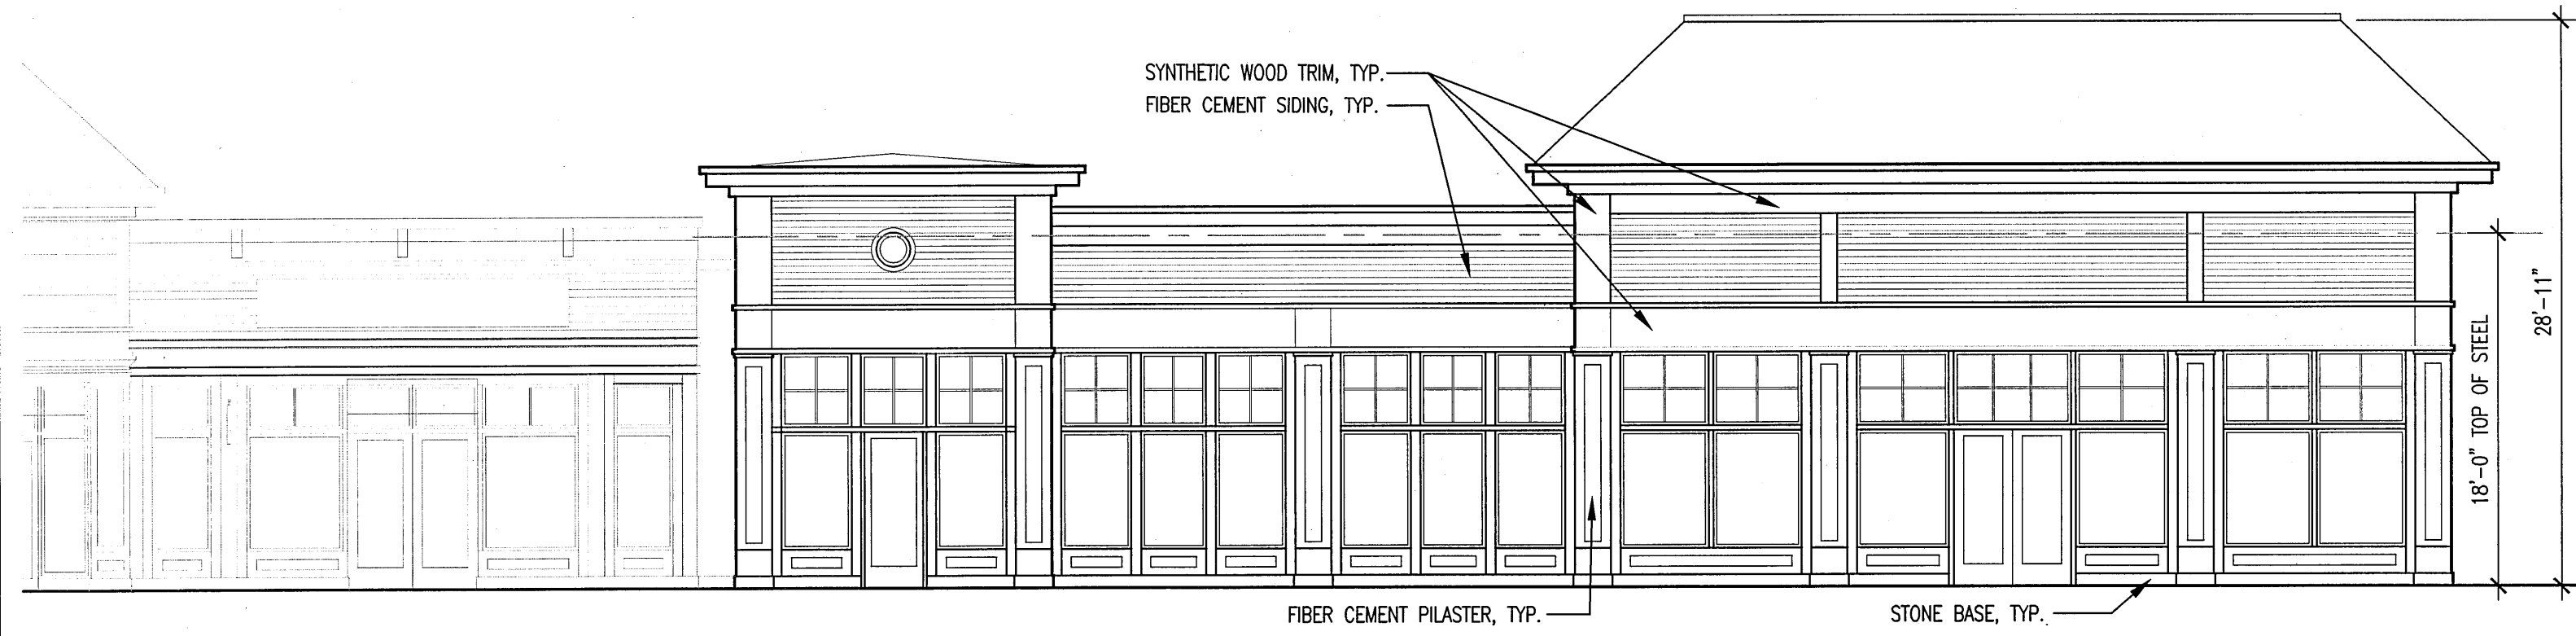 SYNTHETIC WOOD TRIM, TYP.
FIBER CEMENT SIDING, TYP.
18'-0" TOP OF STEEL
28'-11"
FIBER CEMENT PILASTER, TYP.
STONE BASE, TYP.